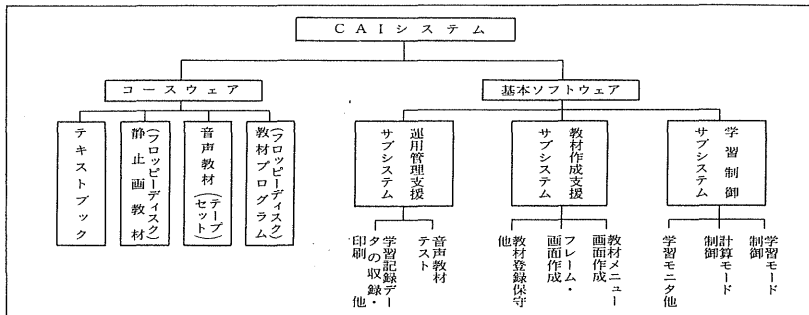 CAIシステム
コースウェア
基本ソフトウェア
テキストブック
静止画教材
(フロッピーディスク)
音声教材(テープセット)
教材プログラム
(フロッピーディスク)
運用管理支援
サブシステム
教材作成支援
サブシステム
学習制御
サブシステム
学習記録デー
タの収録・
印刷 他
音声教材
テスト
教材登録保守
他
フレーム・
画面作成
教材メニュー
画面作成
学習モニタ他
計算モード
制御
学習モード
制御